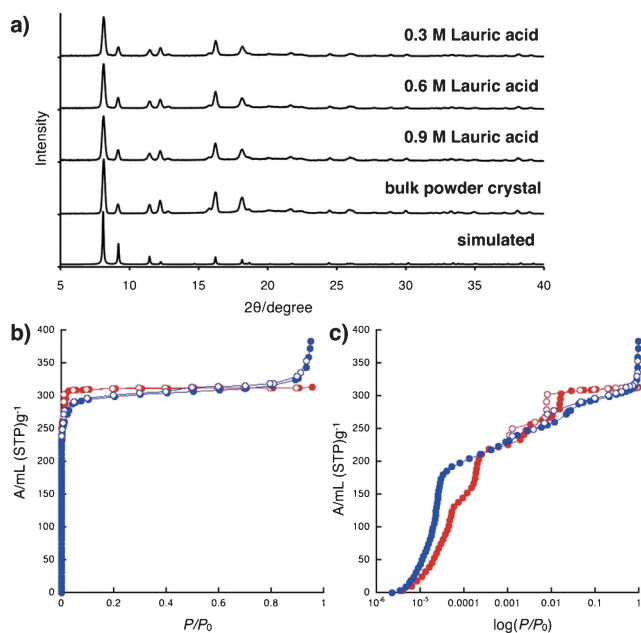 a)
0.3 M Lauric acid
0.6 M Lauric acid
0.9 M Lauric acid
bulk powder crystal
simulated
Intensity
5 10 15 20 25 30 35 40
2θ/degree
b)
400
350
300
250
200
150
100
50
0
A/mL (STP)g-1
0 0.2 0.4 0.6 0.8 1
P/P0
c)
400
350
300
250
200
150
100
50
0
A/mL (STP)g-1
10-6 10-5 0.0001 0.001 0.01 0.1 1
log(P/P0)